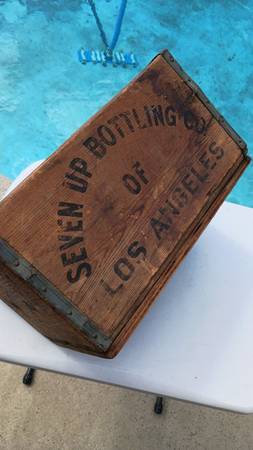 SEVEN UP BOTTLING CO.
OF
LOS ANGELES